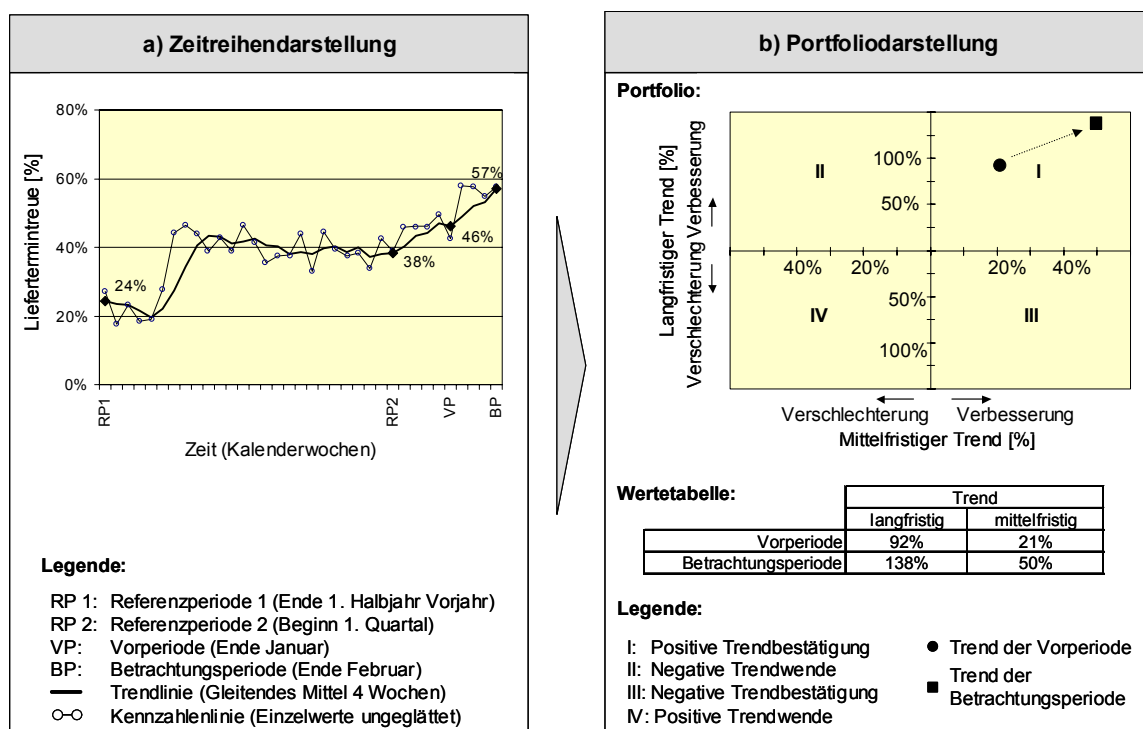 a) Zeitreihendarstellung
Liefertermintreue [%]
80%
60%
40%
20%
0%
24%
38%
46%
57%
RP1
RP2
VP
BP
Zeit (Kalenderwochen)
Legende:
RP 1: Referenzperiode 1 (Ende 1. Halbjahr Vorjahr)
RP 2: Referenzperiode 2 (Beginn 1. Quartal)
VP: Vorperiode (Ende Januar)
BP: Betrachtungsperiode (Ende Februar)
Trendlinie (Gleitendes Mittel 4 Wochen)
Kennzahlenlinie (Einzelwerte ungeglättet)
b) Portfoliodarstellung
Portfolio:
Langfristiger Trend [%]
Verschlechterung Verbesserung
II
100%
I
50%
40% 20% 20% 40%
50%
IV
III
100%
Verschlechterung Verbesserung
Mittelfristiger Trend [%]
Wertetabelle:
Trend
langfristig mittelfristig
Vorperiode 92% 21%
Betrachtungsperiode 138% 50%
Legende:
I: Positive Trendbestätigung
II: Negative Trendwende
III: Negative Trendbestätigung
IV: Positive Trendwende
Trend der Vorperiode
Trend der
Betrachtungsperiode